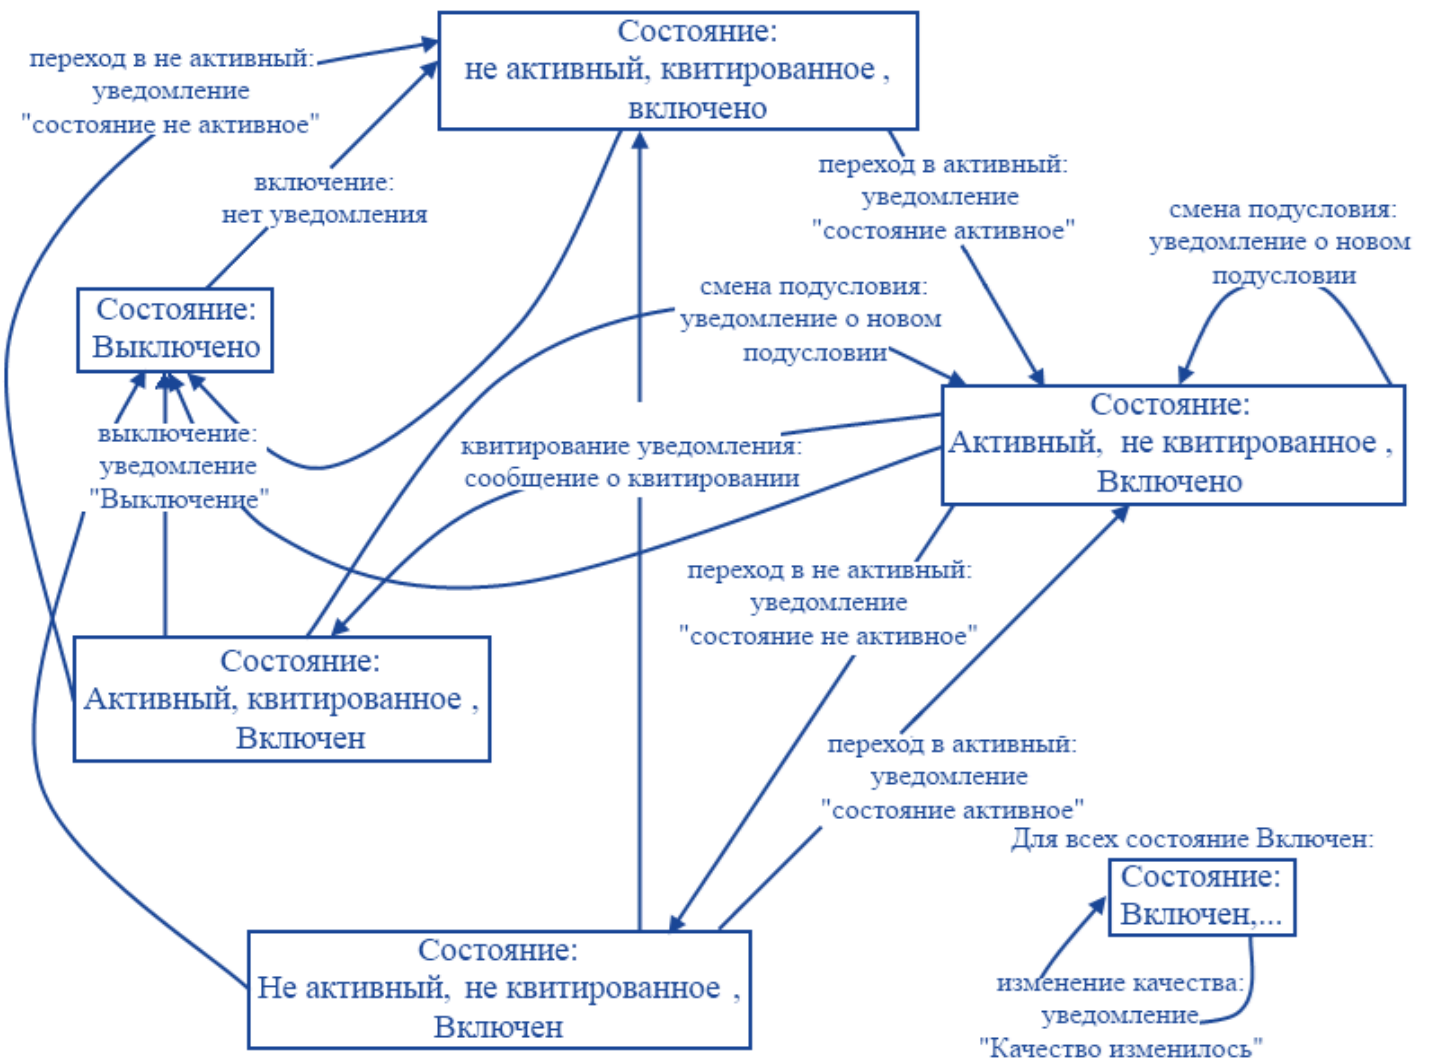 Состояние:
не активный, квитированное ,
включено
переход в не активный:
уведомление
"состояние не активное"
включение:
нет уведомления
переход в активный:
уведомление
"состояние активное"
смена подусловия:
уведомление о новом
подусловии
Состояние:
Выключено
смена подусловия:
уведомление о новом
подусловии
Состояние:
Активный, не квитированное ,
Включено
выключение:
уведомление
"Выключение"
квитирование уведомления:
сообщение о квитировании
переход в не активный:
уведомление
"состояние не активное"
Состояние:
Активный, квитированное ,
Включен
переход в активный:
уведомление
"состояние активное"
Для всех состояние Включен:
Состояние:
Включен,...
Состояние:
Не активный, не квитированное ,
Включен
изменение качества:
уведомление
"Качество изменилось"